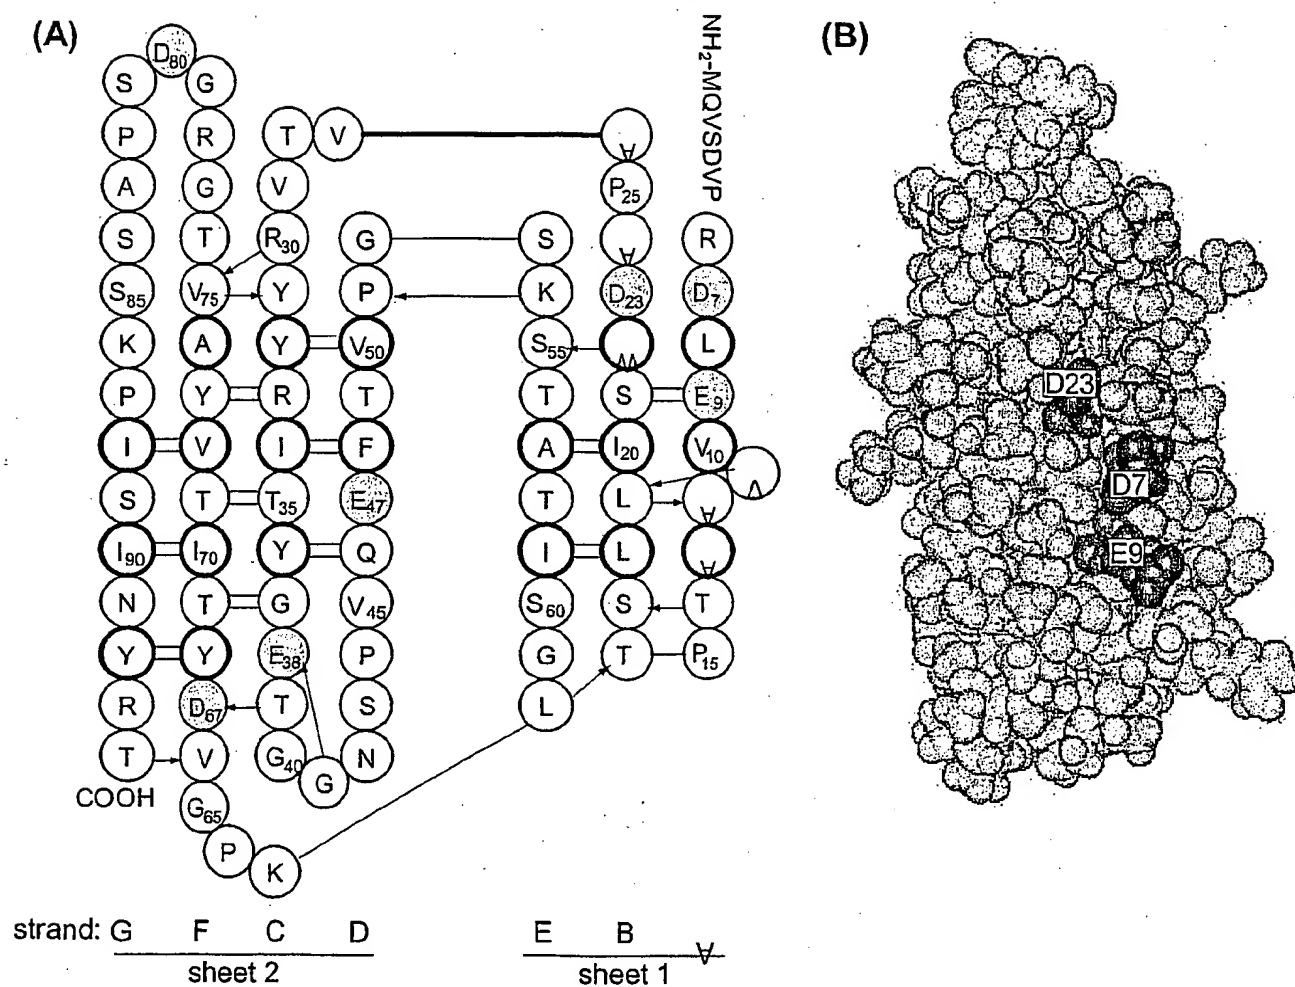 (A)
D80
S G
P R T V A
A G V P25
S T R30 G S A R
S85 V75 Y P K D23 D7
K A Y V50 S55 W L
P Y R T T S E9
I V I F A I20 V10
V
S T T35 E47 T L A
I90 I70 Y Q I L A
N T G V45 S60 S T
Y Y E38 P G T P15
R D67 T S L
T V G40 G N
COOH
G65
P K
NH2-MQVSDVP
strand: G F C D E B A
sheet 2 sheet 1
(B)
D23
D7
E9